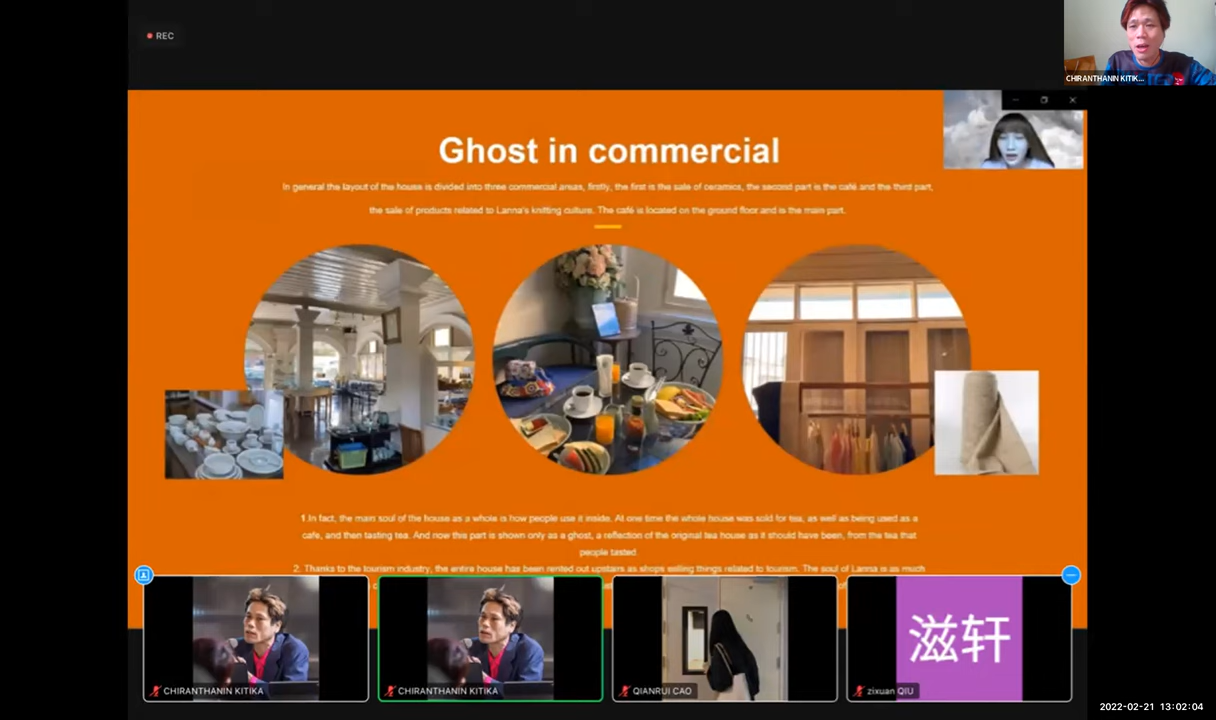 REC
CHIRANTHANIN KITIK...
Ghost in commercial
In general the layout of the house is divided into three commercial areas, firstly, the first is the sale of ceramics, the second part is the café and the third part,
the sale of products related to Lanna's knitting culture. The café is located on the ground floor and is the main part.
1.In fact, the main soul of the house as a whole is how people use it inside. At one time the whole house was sold for tea, as well as being used as a
cafe, and then tasting tea. And now this part is shown only as a ghost, a reflection of the original tea house as it should have been, from the tea that
people tasted
2. Thanks to the tourism industry, the entire house has been rented out upstairs as shops selling things related to tourism. The soul of Lanna is as much
CHIRANTHANIN KITIKA
CHIRANTHANIN KITIKA
QIANRUI CAO
滋轩
zixuan QIU
2022-02-21 13:02:04